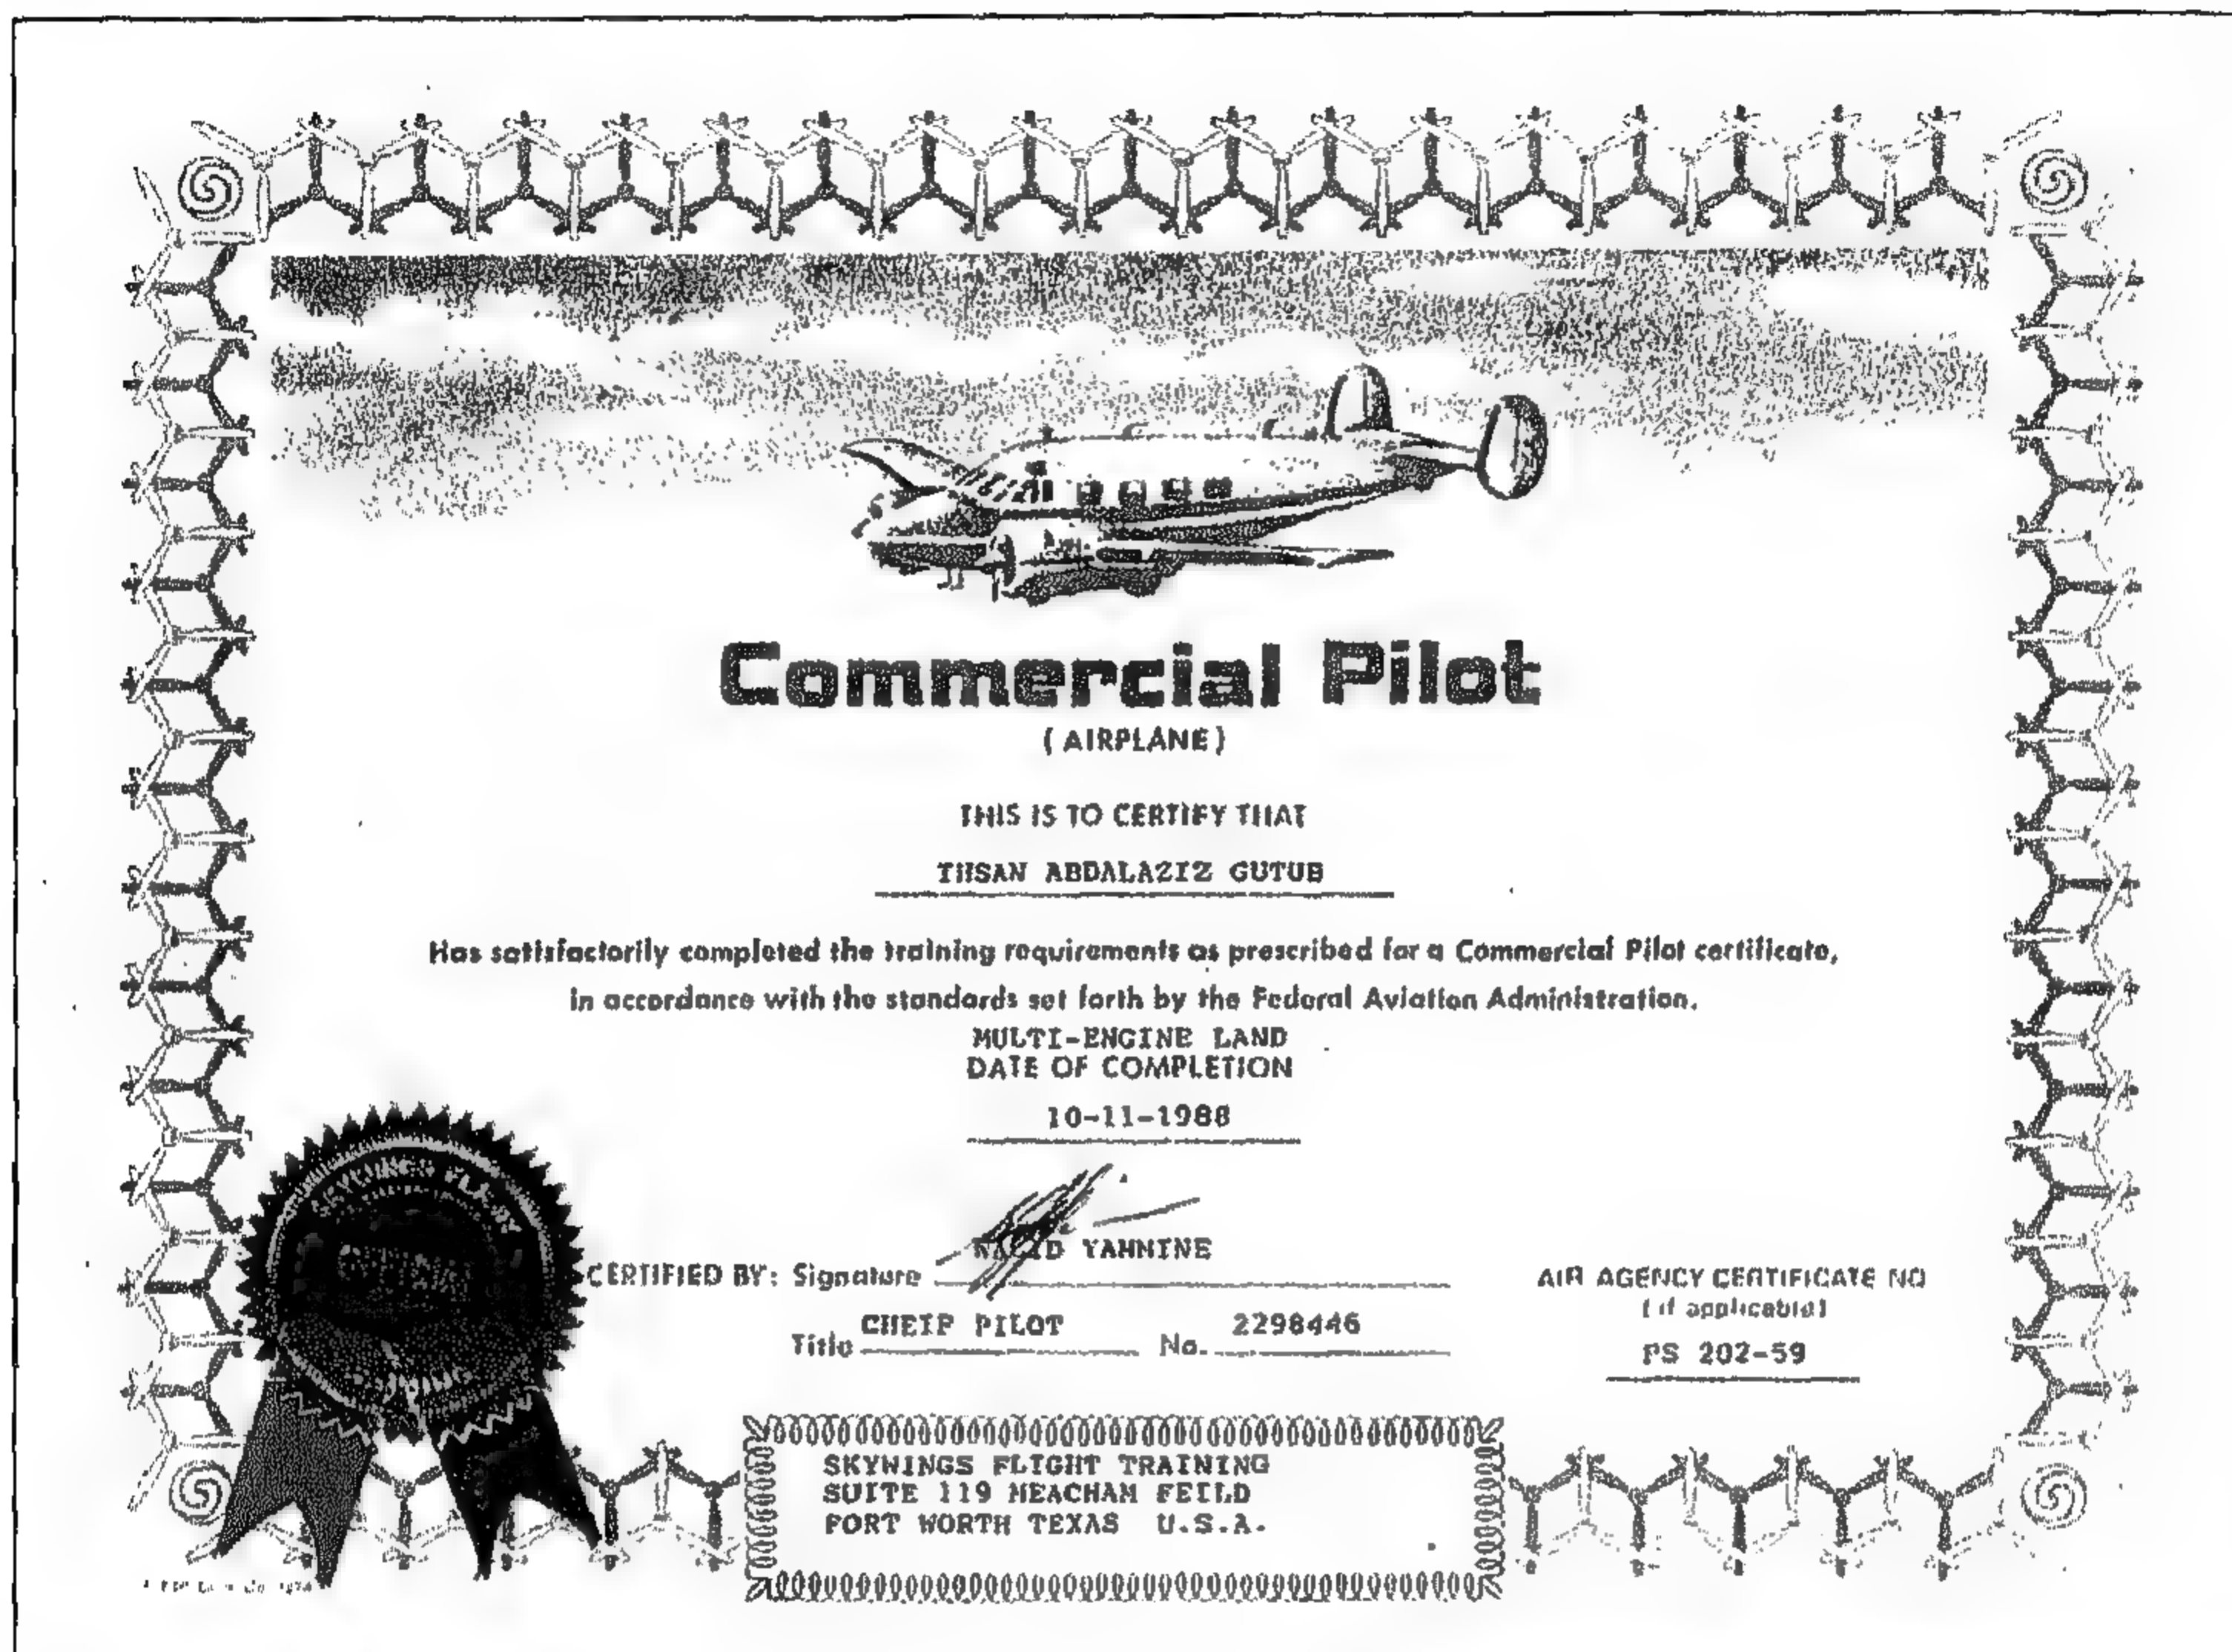 Commercial Pilot
(AIRPLANE)
THIS IS TO CERTIFY THAT
IHSAN ABDALAZIZ GUTUB
Has satisfactorily completed the training requirements as prescribed for a Commercial Pilot certificate,
in accordance with the standards set forth by the Federal Aviation Administration.
MULTI-ENGINE LAND
DATE OF COMPLETION
10-11-1988
YAMMINE
CERTIFIED BY: Signature
CHEIF PILOT 2298446
Title No.
AIR AGENCY CERTIFICATE NO
(if applicable)
FS 202-59
SKYWINGS FLIGHT TRAINING
SUITE 119 MEACHAM FEILD
FORT WORTH TEXAS U.S.A.